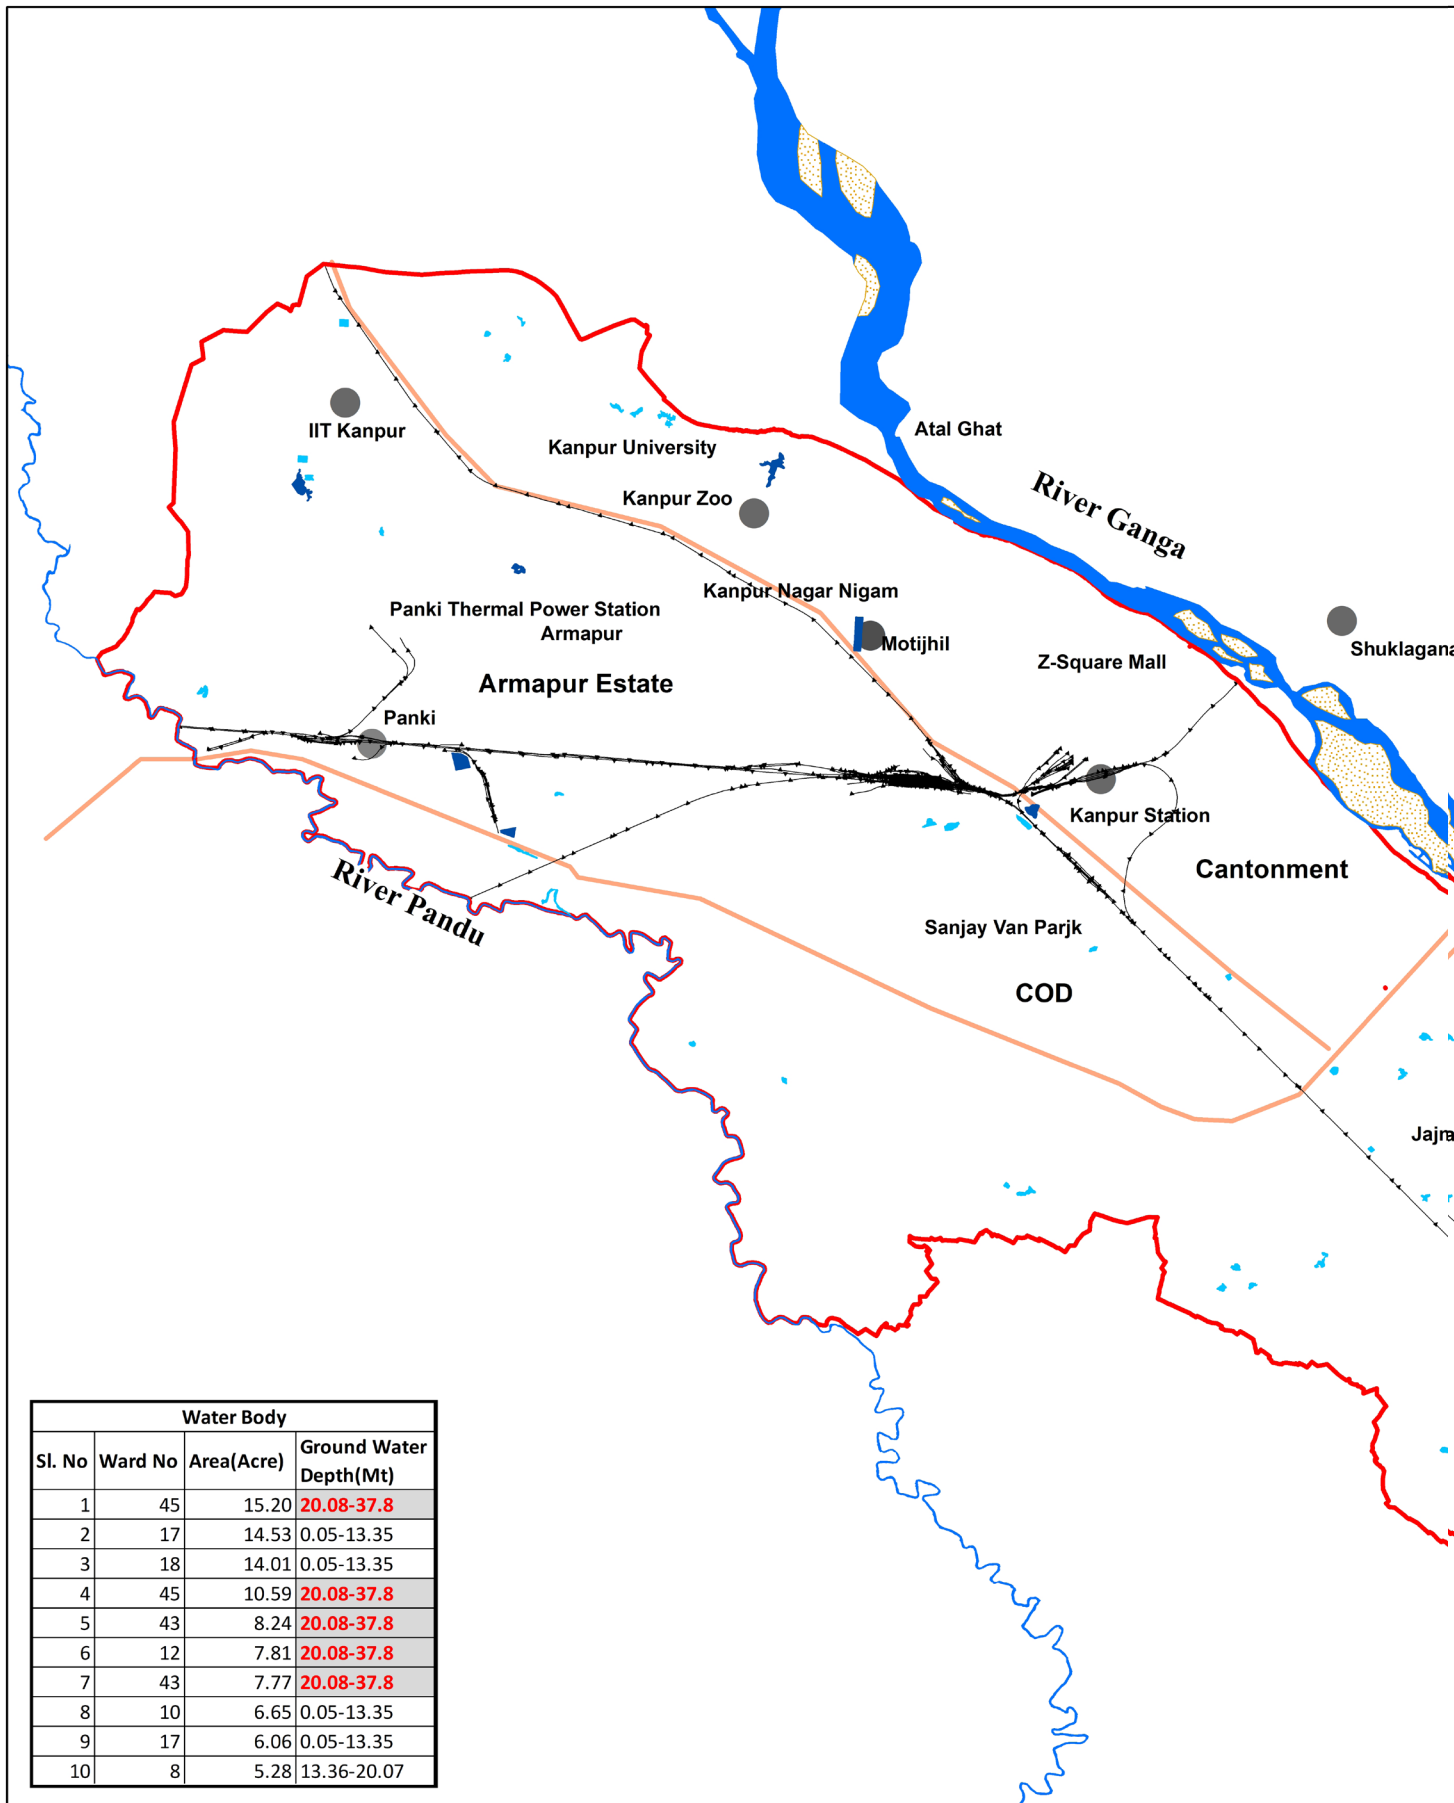 IIT Kanpur
Kanpur University
Atal Ghat
Kanpur Zoo
River Ganga
Kanpur Nagar Nigam
Panki Thermal Power Station
Armapur
Motijhil
Shuklagan
Z-Square Mall
Armapur Estate
Panki
Kanpur Station
River Pandu
Cantonment
Sanjay Van Parjk
COD
Water Body
Sl. No Ward No Area(Acre) Ground Water Depth(Mt)
1 45 15.20 20.08-37.8
2 17 14.53 0.05-13.35
3 18 14.01 0.05-13.35
4 45 10.59 20.08-37.8
5 43 8.24 20.08-37.8
6 12 7.81 20.08-37.8
7 43 7.77 20.08-37.8
8 10 6.65 0.05-13.35
9 17 6.06 0.05-13.35
10 8 5.28 13.36-20.07